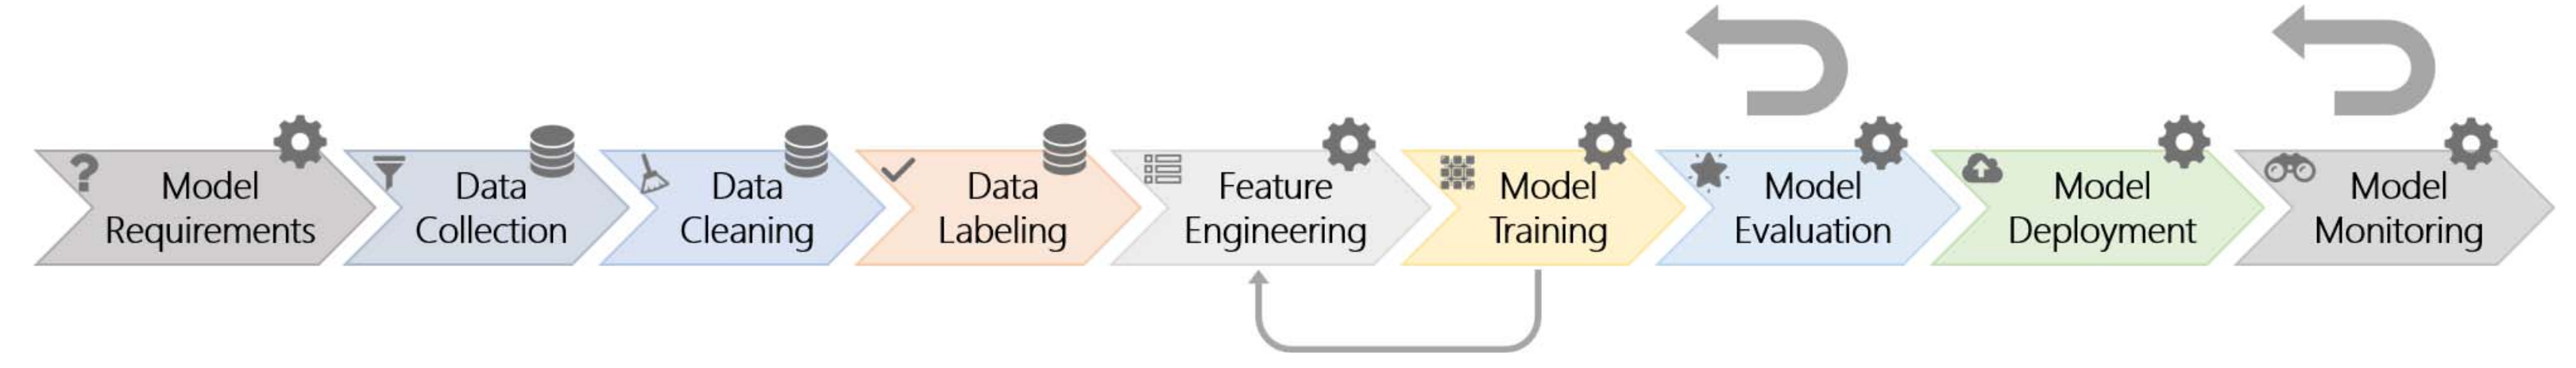 Model
Requirements
Data
Collection
Data
Cleaning
Data
Labeling
Feature
Engineering
Model
Training
Model
Evaluation
Model
Deployment
Model
Monitoring